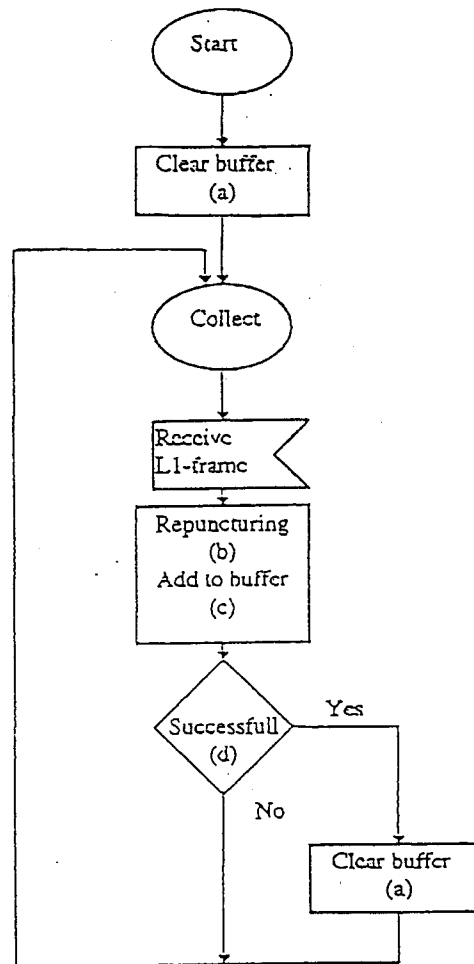 Start
Clear buffer
(a)
Collect
Receive
L1-frame
Repuncturing
(b)
Add to buffer
(c)
Successfull
(d)
Yes
No
Clear buffer
(a)